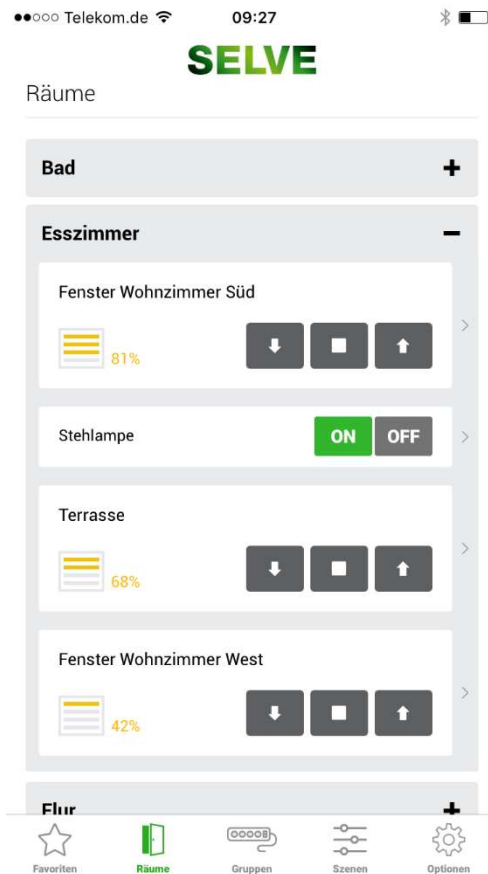 Telekom.de 09:27
SELVE
Räume
Bad
Esszimmer
Fenster Wohnzimmer Süd
81%
Stehlampe ON OFF
Terrasse
68%
Fenster Wohnzimmer West
42%
Flur
Favoriten Räume Gruppen Szenen Optionen